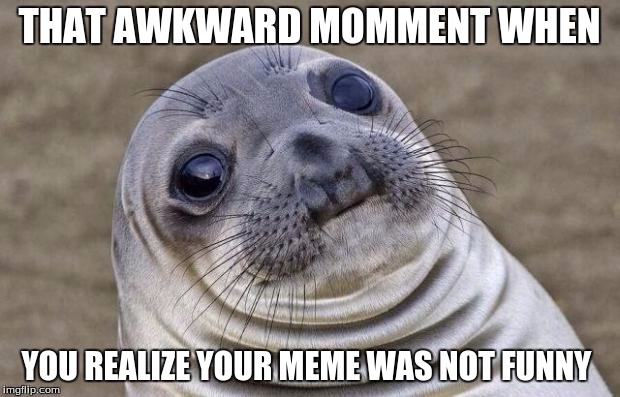 THAT AWKWARD MOMMENT WHEN
YOU REALIZE YOUR MEME WAS NOT FUNNY
imgflip.com